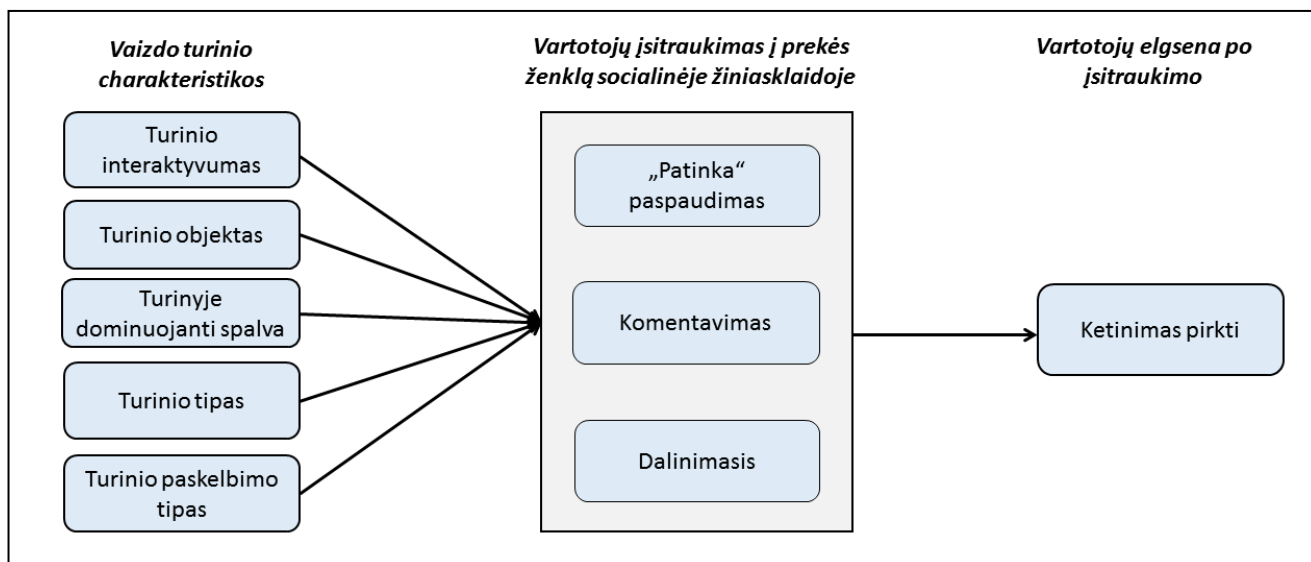 Vaizdo turinio
charakteristikos
Vartotojų įsitraukimas į prekės
ženklą socialinėje žiniasklaidoje
Vartotojų elgsena po
įsitraukimo
Turinio
interaktyvumas
Turinio objektas
Turinyje
dominuojanti spalva
Turinio tipas
Turinio paskelbimo
tipas
„Patinka“
paspaudimas
Komentavimas
Dalinimasis
Ketinimas pirkti